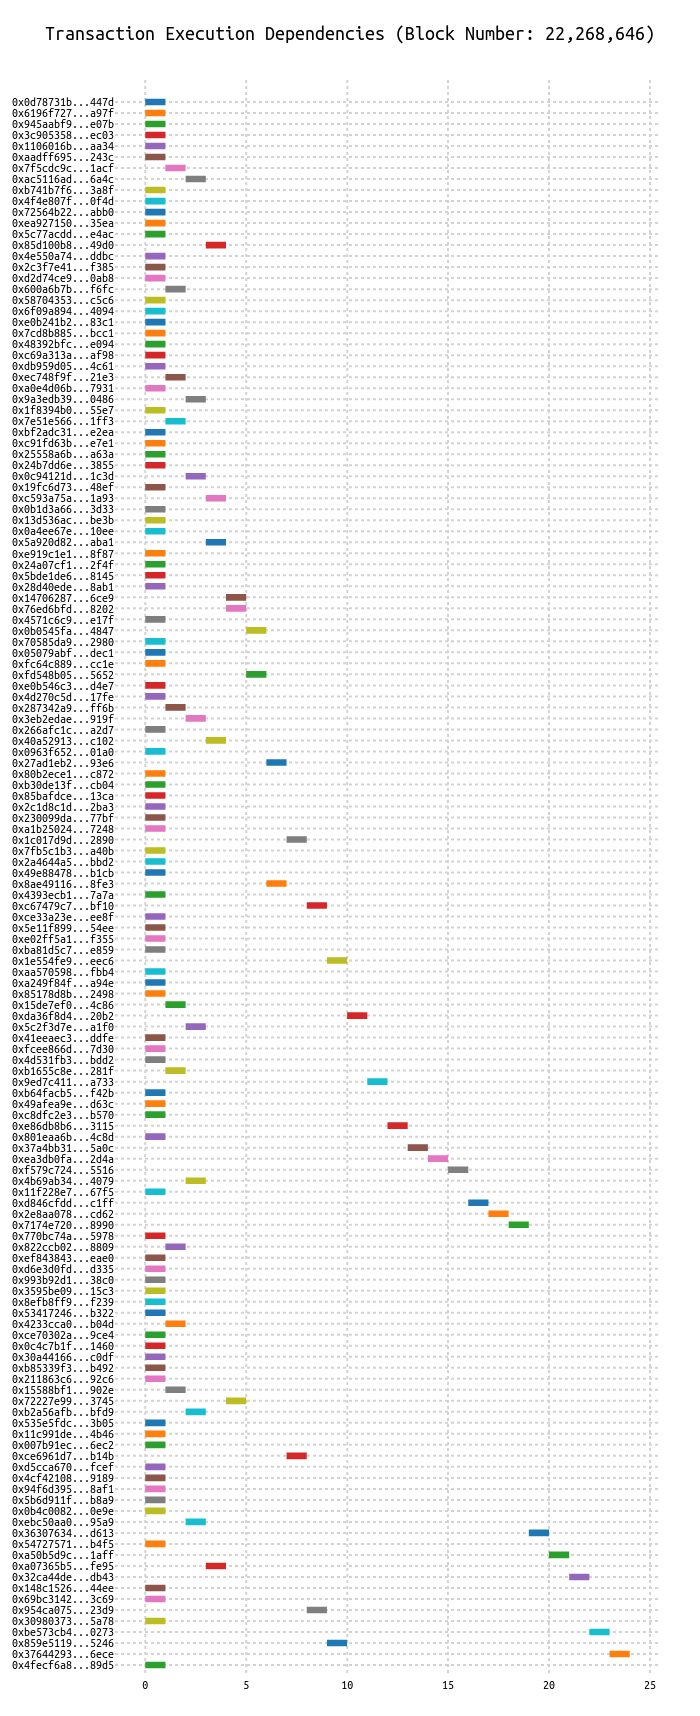 Transaction Execution Dependencies (Block Number: 22,268,646)
0x0d78731b...447d
0x6196f727...a97f
0x945aabf9...e07b
0x3c905358...ec03
0x1106016b...aa34
0xaadff695...243c
0x7f5cdc9c...1acf
0xac5116ad...6a4c
0xb741b7f6...3a8f
0x4f4e807f...0f4d
0x72564b22...abb0
0xea927150...35ea
0x5c77acdd...e4ac
0x85d100b8...49d0
0x4e550a74...ddbc
0x2c3f7e41...f385
0xd2d74ce9...0ab8
0x600a6b7b...f6fc
0x58704353...c5c6
0x6f09a894...4094
0xe0b241b2...83c1
0x7cd8b885...bcc1
0x48392bfc...e094
0xc69a313a...af98
0xdb959d05...4c61
0xec748f9f...21e3
0xa0e4d06b...7931
0x9a3edb39...0486
0x1f8394b0...55e7
0x7e51e566...1ff3
0xbf2adc31...e2ea
0xc91fd63b...e7e1
0x25558a6b...a63a
0x24b7dd6e...3855
0x0c94121d...1c3d
0x19fc6d73...48ef
0xc593a75a...1a93
0x0b1d3a66...3d33
0x13d536ac...be3b
0x0a4ee67e...10ee
0x5a920d82...aba1
0xe919c1e1...8f87
0x24a07cf1...2f4f
0x5bde1de6...8145
0x28d40ede...8ab1
0x14706287...6ce9
0x76ed6bfd...8202
0x4571c6c9...e17f
0x0b0545fa...4847
0x70585da9...2980
0x05079abf...dec1
0xfc64c889...cc1e
0xfd548b05...5652
0xe0b546c3...d4e7
0x4d270c5d...17fe
0x287342a9...ff6b
0x3eb2edae...919f
0x266afc1c...a2d7
0x40a52913...c102
0x0963f652...01a0
0x27ad1eb2...93e6
0x80b2ece1...c872
0xb30de13f...cb04
0x85bafdce...13ca
0x2c1d8c1d...2ba3
0x230099da...77bf
0xa1b25024...7248
0x1c017d9d...2890
0x7fb5c1b3...a40b
0x2a4644a5...bbd2
0x49e88478...b1cb
0x8ae49116...8fe3
0x4393ecb1...7a7a
0xc67479c7...bf10
0xce33a23e...ee8f
0x5e11f899...54ee
0xe02ff5a1...f355
0xba81d5c7...e859
0x1e554fe9...eec6
0xaa570598...fbb4
0xa249f84f...a94e
0x85178d8b...2498
0x15de7ef0...4c86
0xda36f8d4...20b2
0x5c2f3d7e...a1f0
0x41eeaec3...ddfe
0xfcee866d...7d30
0x4d531fb3...bdd2
0xb1655c8e...281f
0x9ed7c411...a733
0xb64facb5...f42b
0x49afea9e...d63c
0xc8dfc2e3...b570
0xe86db8b6...3115
0x801eaa6b...4c8d
0x37a4bb31...5a0c
0xea3db0fa...2d4a
0xf579c724...5516
0x4b69ab34...4079
0x11f228e7...67f5
0xd846cfdd...c1ff
0x2e8aa078...cd62
0x7174e720...8990
0x770bc74a...5978
0x822ccb02...8809
0xef843843...eae0
0xd6e3d0fd...d335
0x993b92d1...38c0
0x3595be09...15c3
0x8efb8ff9...f239
0x53417246...b322
0x4233cca0...b04d
0xce70302a...9ce4
0x0c4c7b1f...1460
0x30a44166...c0df
0xb85339f3...b492
0x211863c6...92c6
0x15588bf1...902e
0x72227e99...3745
0xb2a56afb...bfd9
0x535e5fdc...3b05
0x11c991de...4b46
0x007b91ec...6ec2
0xce6961d7...b14b
0xd5cca670...fcef
0x4cf42108...9189
0x94f6d395...8af1
0x5b6d911f...b8a9
0x0b4c0082...0e9e
0xebc50aa0...95a9
0x36307634...d613
0x54727571...b4f5
0xa50b5d9c...1aff
0xa07365b5...fe95
0x32ca44de...db43
0x148c1526...44ee
0x69bc3142...3c69
0x954ca075...23d9
0x30980373...5a78
0xbe573cb4...0273
0x859e5119...5246
0x37644293...6ece
0x4fecf6a8...89d5
0 5 10 15 20 25